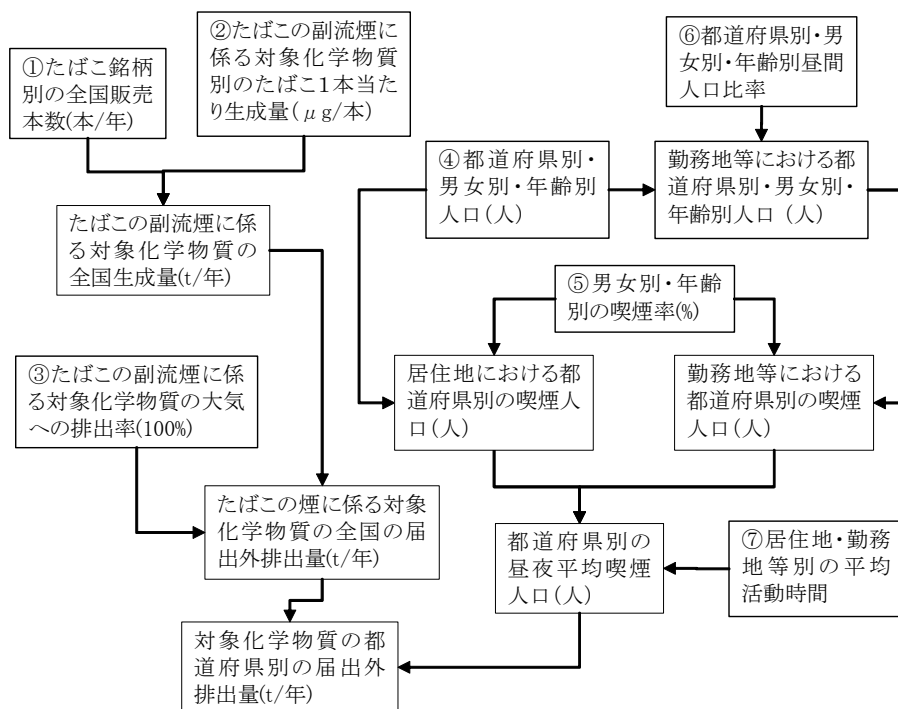 ①たばこ銘柄
別の全国販売
本数(本/年)
②たばこの副流煙に
係る対象化学物質
別のたばこ1本当た
り生成量(μg/本)
⑥都道府県別・男
女別・年齢別昼間
人口比率
④都道府県別・
男女別・年齢別
人口(人)
勤務地等における都
道府県別・男女別・
年齢別人口 (人)
たばこの副流煙に係
る対象化学物質の
全国生成量(t/年)
⑤男女別・年齢
別の喫煙率(%)
③たばこの副流煙に係
る対象化学物質の大気
への排出率(100%)
居住地における都
道府県別の喫煙人
口(人)
勤務地等における
都道府県別の喫煙
人口(人)
たばこの煙に係る対象
化学物質の全国の届
出外排出量(t/年)
都道府県別の
昼夜平均喫煙
人口(人)
⑦居住地・勤務
地等別の平均
活動時間
対象化学物質の都
道府県別の届出外
排出量(t/年)